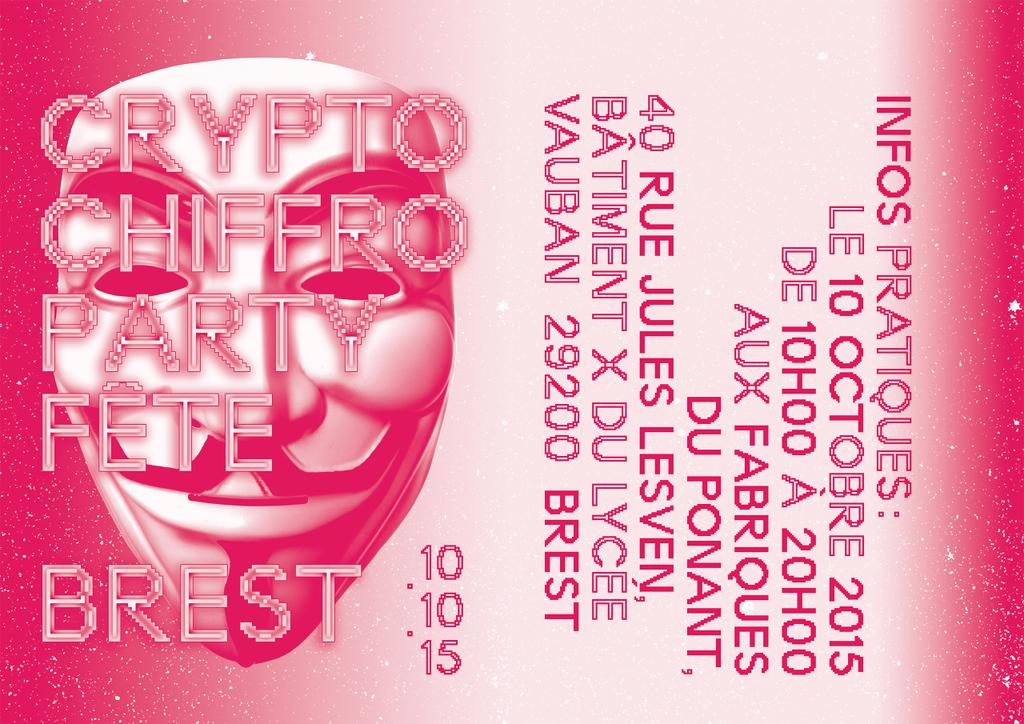 CRYPTO
CHIFFRO
PARTY
FÊTE
BREST
10
.10
.15
INFOS PRATIQUES:
LE 10 OCTOBRE 2015
DE 10H00 À 20H00
AUX FABRIQUES
DU PONANT,
40 RUE JULES LESVEN,
BÂTIMENT X DU LYCÉE
VAUBAN 29200 BREST